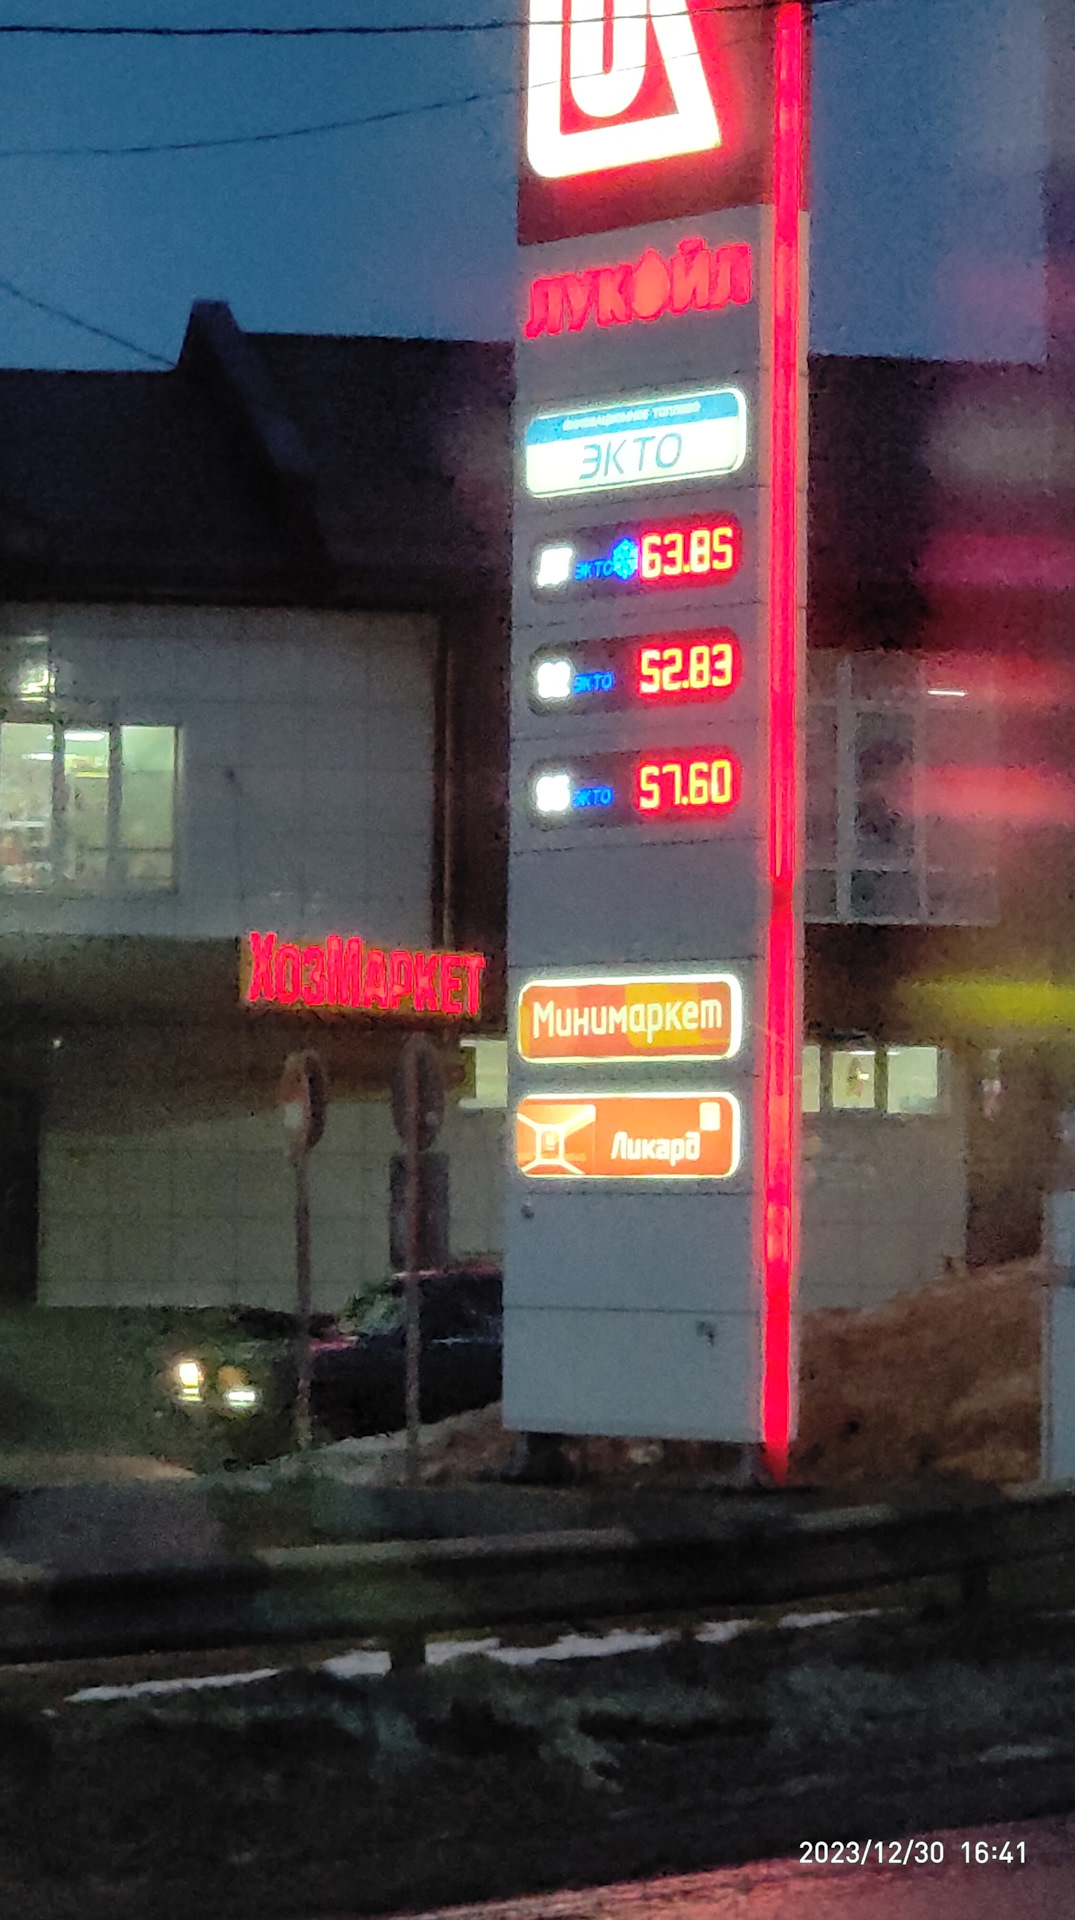 ЛУКОЙЛ
ЭКТО
ЭКТО 63.85
ЭКТО 52.83
ЭКТО 57.60
ХозМаркет
Минимаркет
Ликард
2023/12/30 16:41